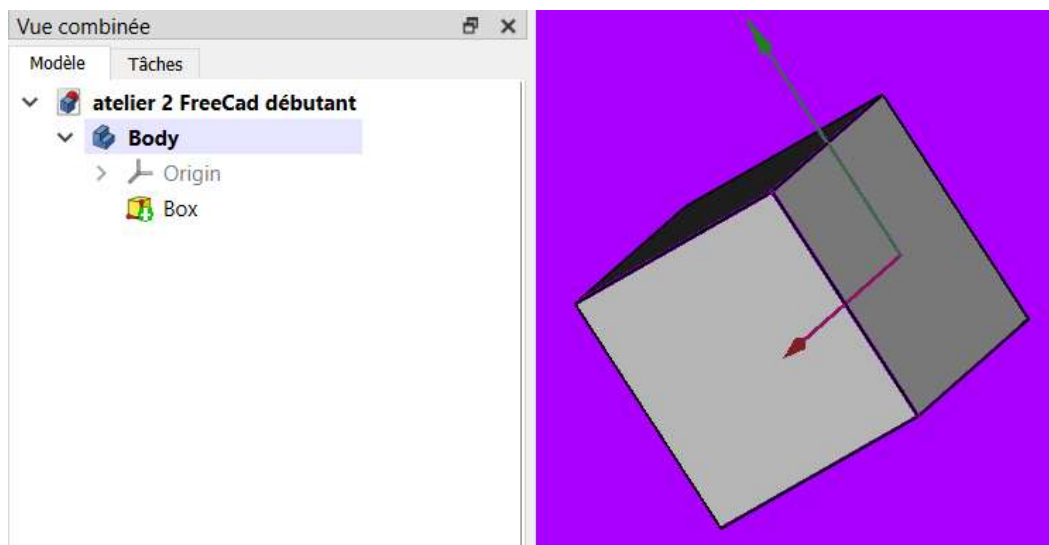 Vue combinée
Modèle Tâches
atelier 2 FreeCad débutant
Body
Origin
Box